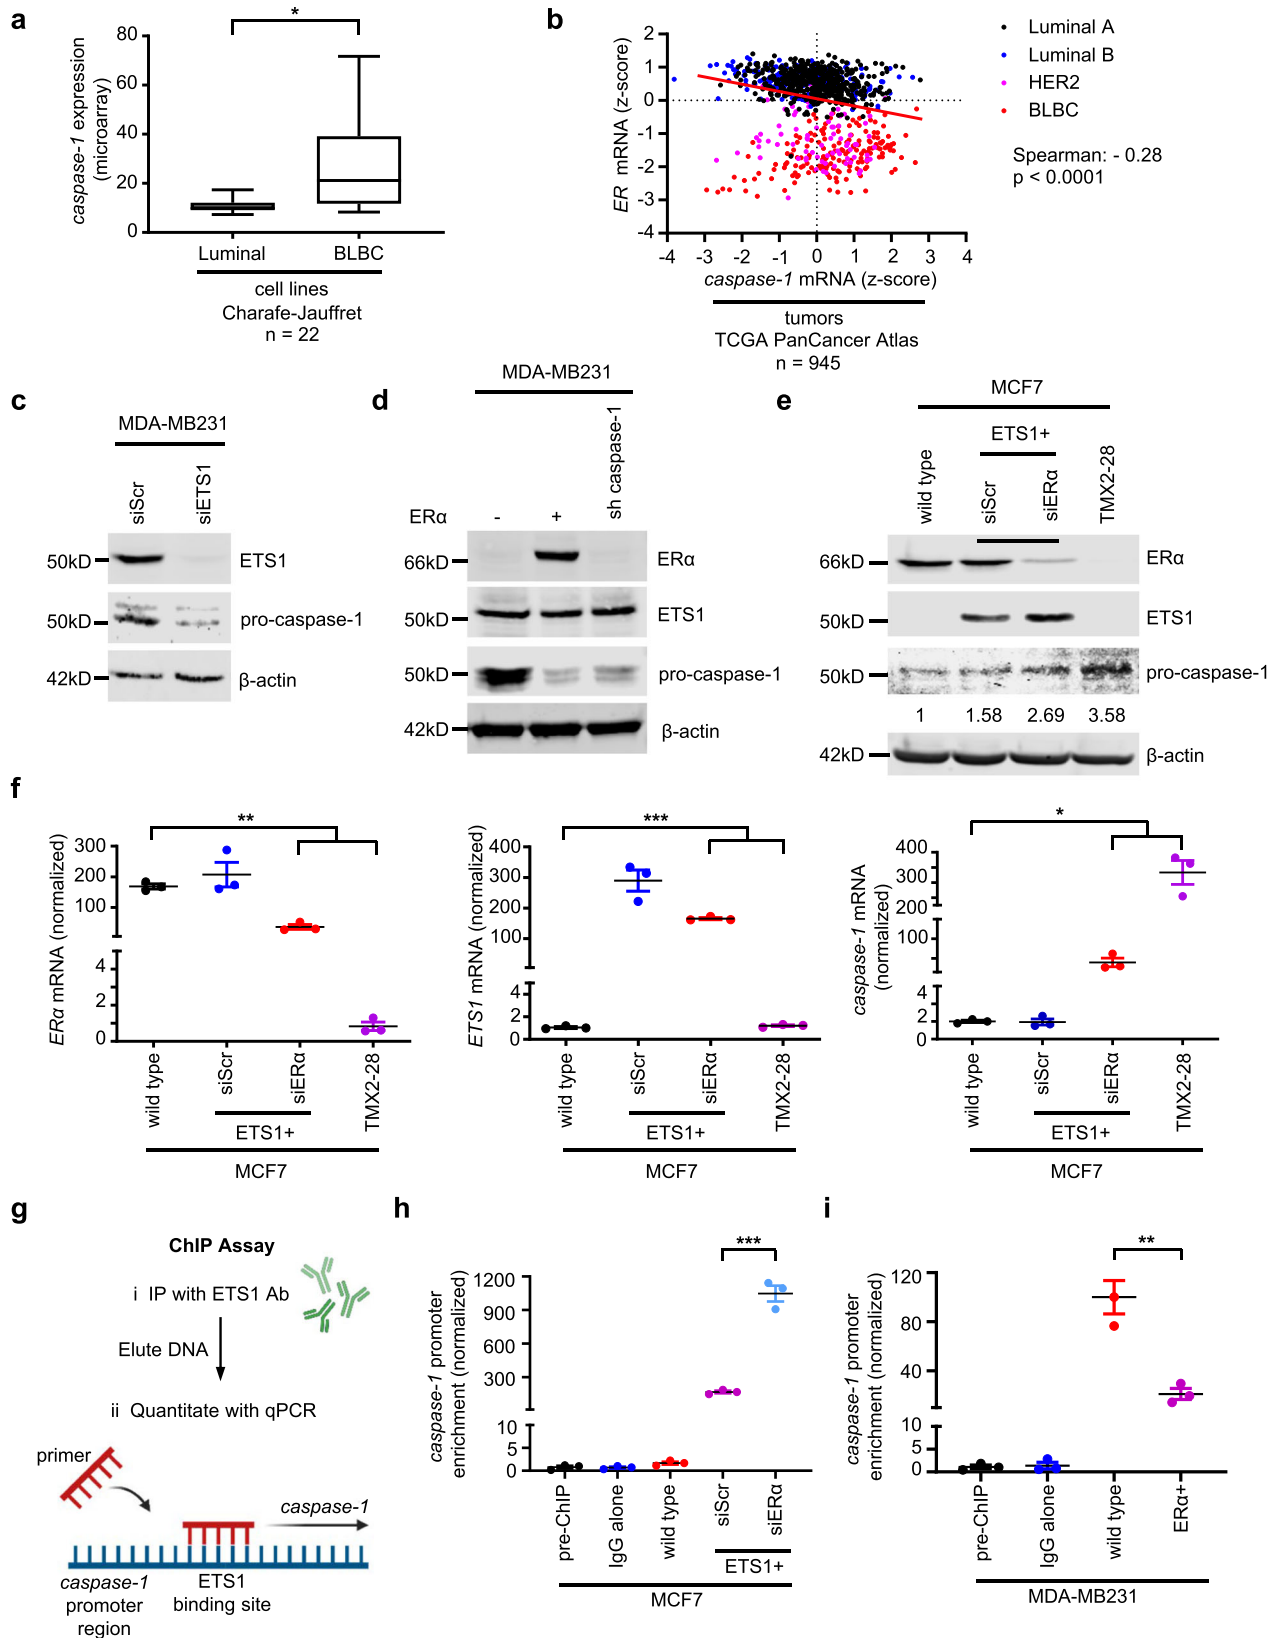 a
*
caspase-1 expression
(microarray)
80
60
40
20
0
Luminal
BLBC
cell lines
Charafe-Jauffret
n = 22
b
ER mRNA (z-score)
2
1
0
-1
-2
-3
-4
-4 -3 -2 -1 0 1 2 3 4
caspase-1 mRNA (z-score)
tumors
TCGA PanCancer Atlas
n = 945
Luminal A
Luminal B
HER2
BLBC
Spearman: - 0.28
p < 0.0001
c
MDA-MB231
siScr
siETS1
50kD
ETS1
50kD
pro-caspase-1
42kD
β-actin
d
MDA-MB231
sh caspase-1
ERα - +
66kD
ERα
50kD
ETS1
50kD
pro-caspase-1
42kD
β-actin
e
MCF7
ETS1+
wild type
siScr
siERα
TMX2-28
66kD
ERα
50kD
ETS1
50kD
pro-caspase-1
1 1.58 2.69 3.58
42kD
β-actin
f
**
ERα mRNA (normalized)
300
200
100
4
2
0
wild type
siScr
siERα
TMX2-28
ETS1+
MCF7
***
ETS1 mRNA (normalized)
400
300
200
100
4
2
0
wild type
siScr
siERα
TMX2-28
ETS1+
MCF7
*
caspase-1 mRNA
(normalized)
400
300
200
100
4
2
0
wild type
siScr
siERα
TMX2-28
ETS1+
MCF7
g
ChIP Assay
i IP with ETS1 Ab
Elute DNA
ii Quantitate with qPCR
primer
caspase-1
caspase-1
promoter
region
ETS1
binding site
h
***
caspase-1 promoter
enrichment (normalized)
1200
900
600
300
10
5
0
pre-ChIP
IgG alone
wild type
siScr
siERα
ETS1+
MCF7
i
**
caspase-1 promoter
enrichment (normalized)
120
80
40
10
5
0
pre-ChIP
IgG alone
wild type
ERα+
MDA-MB231